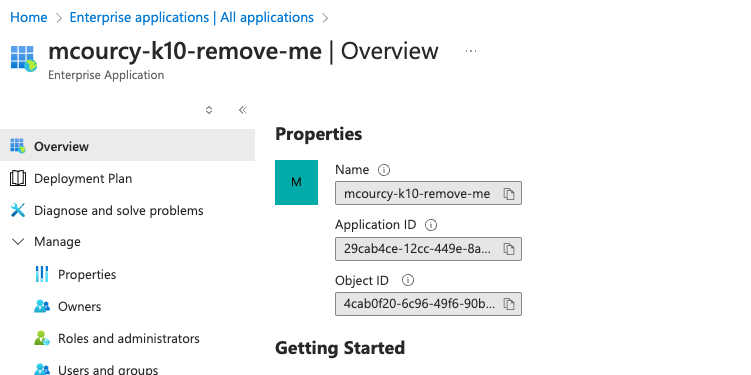 Home > Enterprise applications | All applications >
mcourcy-k10-remove-me | Overview ...
Enterprise Application
Overview
Deployment Plan
Diagnose and solve problems
Manage
Properties
Owners
Roles and administrators
Users and groups
Properties
M
Name
mcourcy-k10-remove-me
Application ID
29cab4ce-12cc-449e-8a...
Object ID
4cab0f20-6c96-49f6-90b...
Getting Started